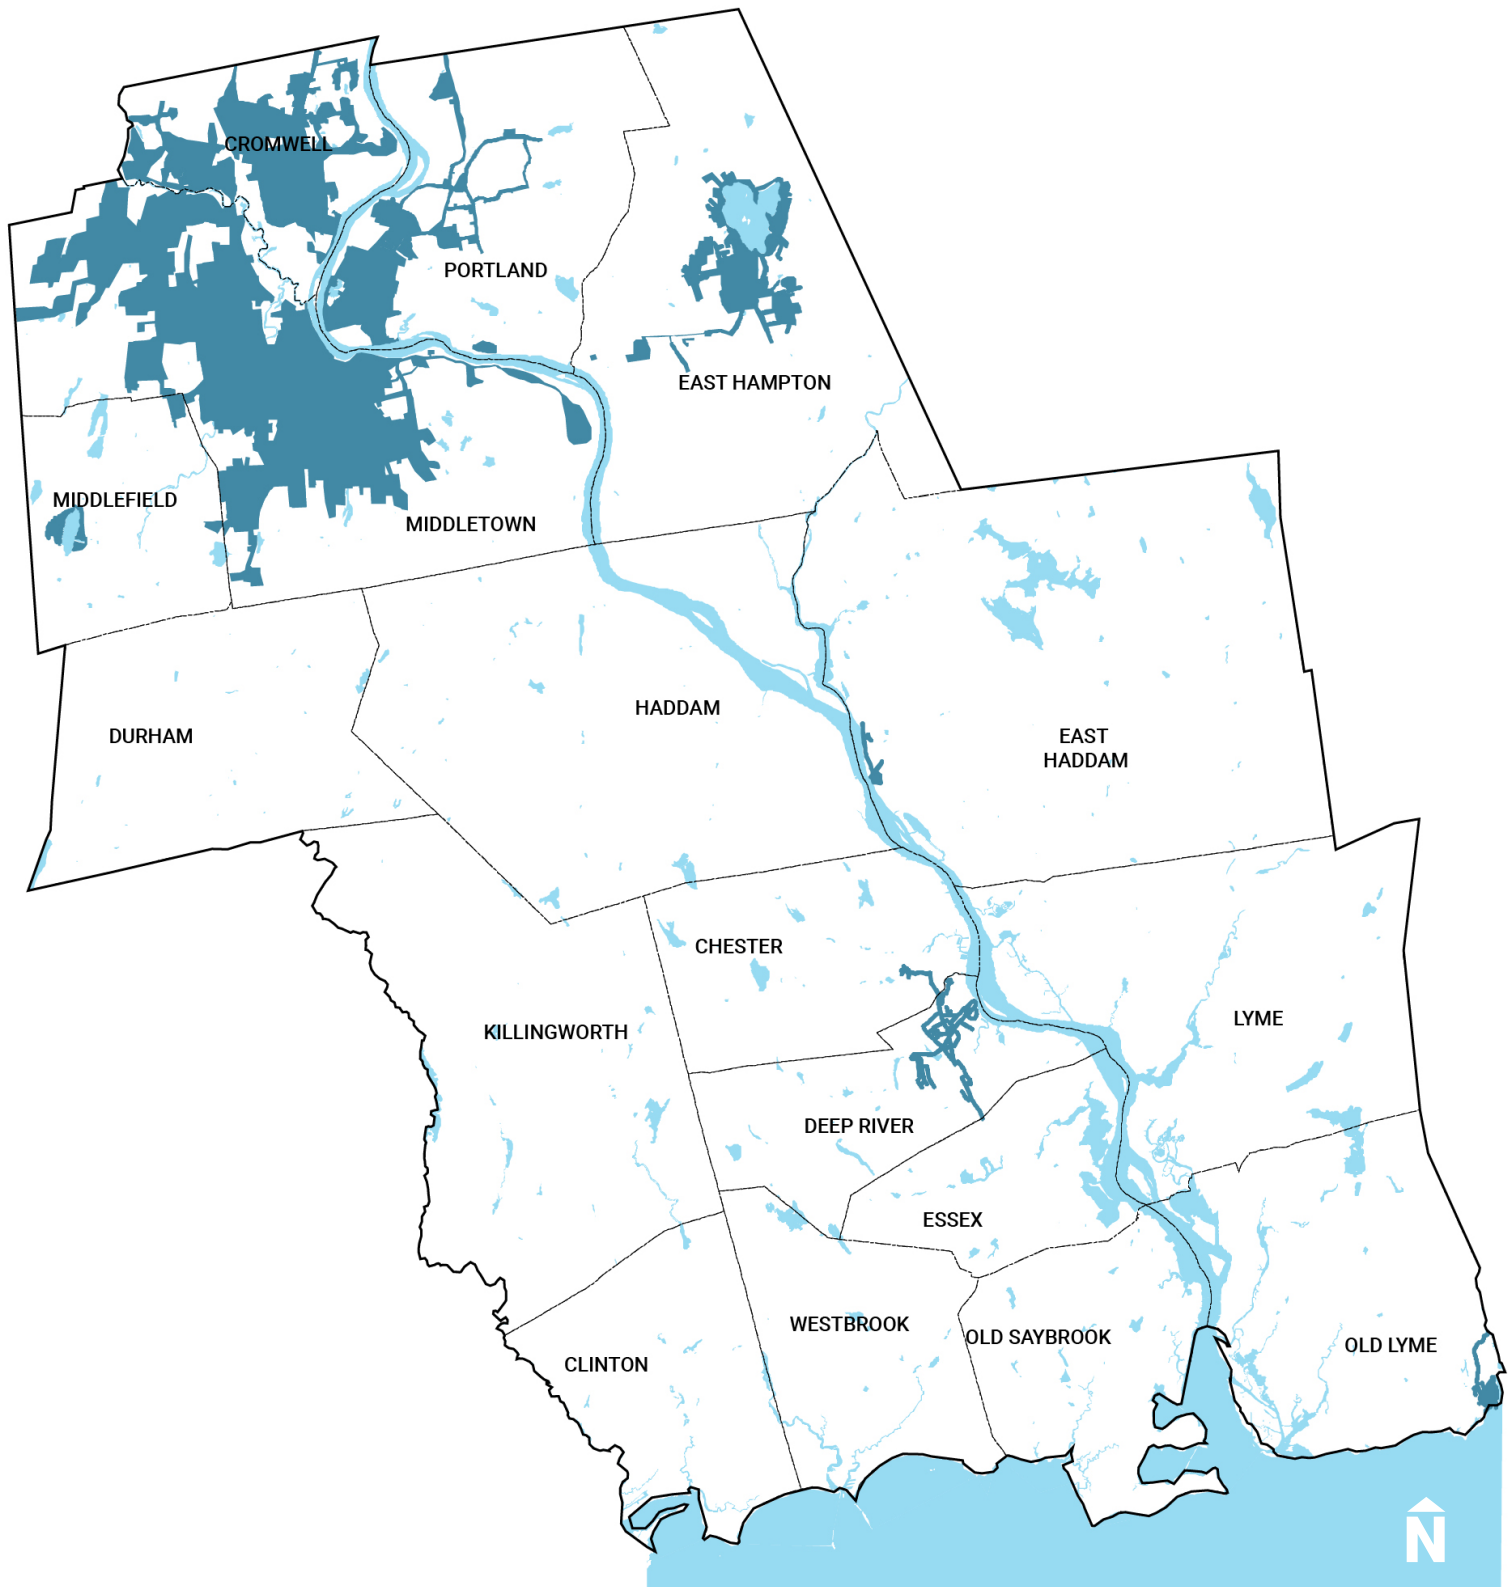 CROMWELL
PORTLAND
EAST HAMPTON
MIDDLEFIELD
MIDDLETOWN
HADDAM
DURHAM
EAST
HADDAM
CHESTER
LYME
KILLINGWORTH
DEEP RIVER
ESSEX
WESTBROOK
OLD SAYBROOK
OLD LYME
CLINTON
N